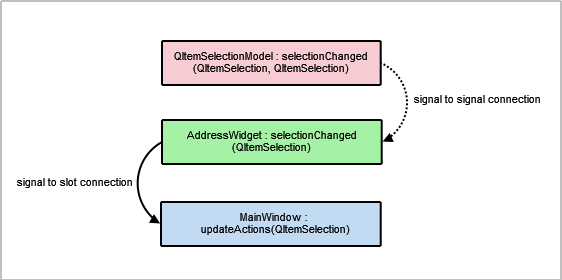 QItemSelectionModel : selectionChanged
(QItemSelection, QItemSelection)
signal to signal connection
AddressWidget : selectionChanged
(QItemSelection)
signal to slot connection
MainWindow :
updateActions(QItemSelection)